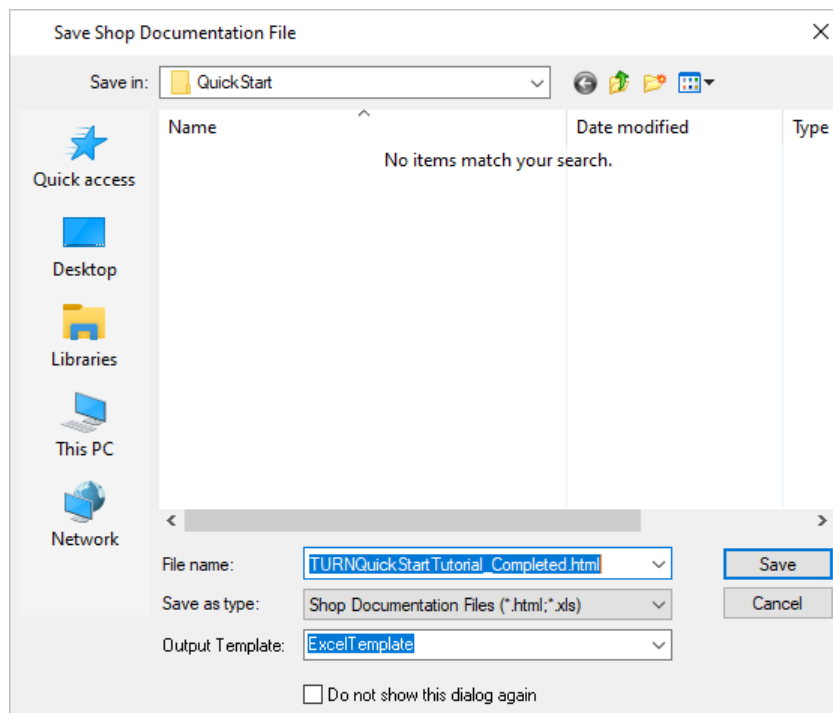 Save Shop Documentation File
Save in: QuickStart
Name Date modified Type
No items match your search.
Quick access
Desktop
Libraries
This PC
Network
File name: TURNQuickStartTutorial_Completed.html Save
Save as type: Shop Documentation Files (*.html;*.xls) Cancel
Output Template: ExcelTemplate
Do not show this dialog again